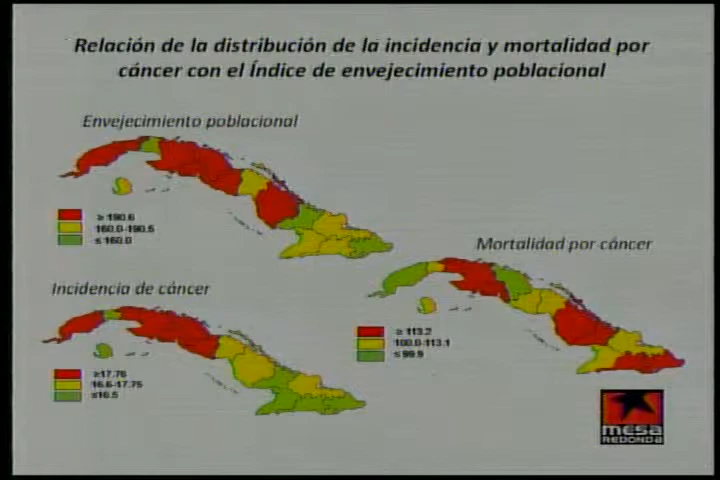 Relación de la distribución de la incidencia y mortalidad por
cáncer con el Índice de envejecimiento poblacional
Envejecimiento poblacional
≥ 190.6
160.0-190.5
≤ 160.0
Mortalidad por cáncer
≥ 113.2
100.0-113.1
≤ 99.9
Incidencia de cáncer
≥17.76
16.6-17.75
≤16.5
mesa
REDONDA